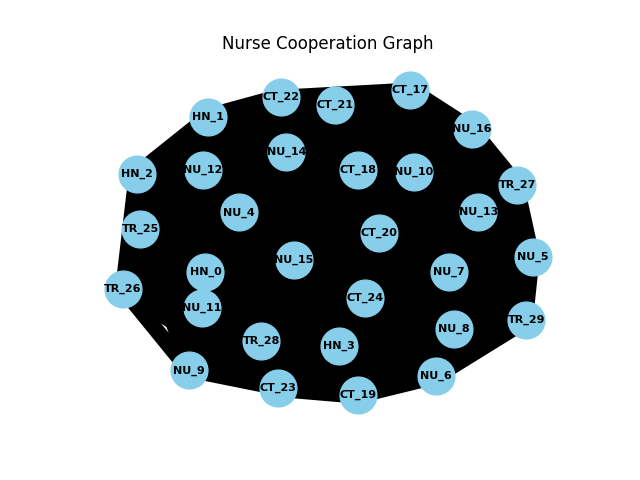 Nurse Cooperation Graph
CT_17
CT_22
CT_21
HN_1
NU_16
NU_14
NU_12
CT_18
NU_10
HN_2
TR_27
NU_4
NU_13
TR_25
CT_20
NU_5
NU_15
HN_0
NU_7
TR_26
CT_24
NU_11
TR_29
NU_8
TR_28
HN_3
NU_9
NU_6
CT_23
CT_19